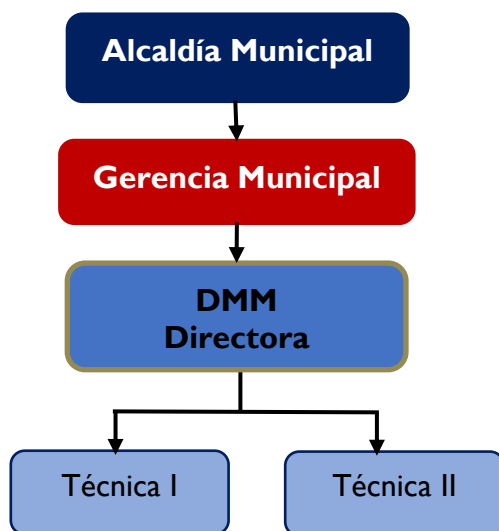 Alcaldía Municipal
Gerencia Municipal
DMM
Directora
Técnica I
Técnica II